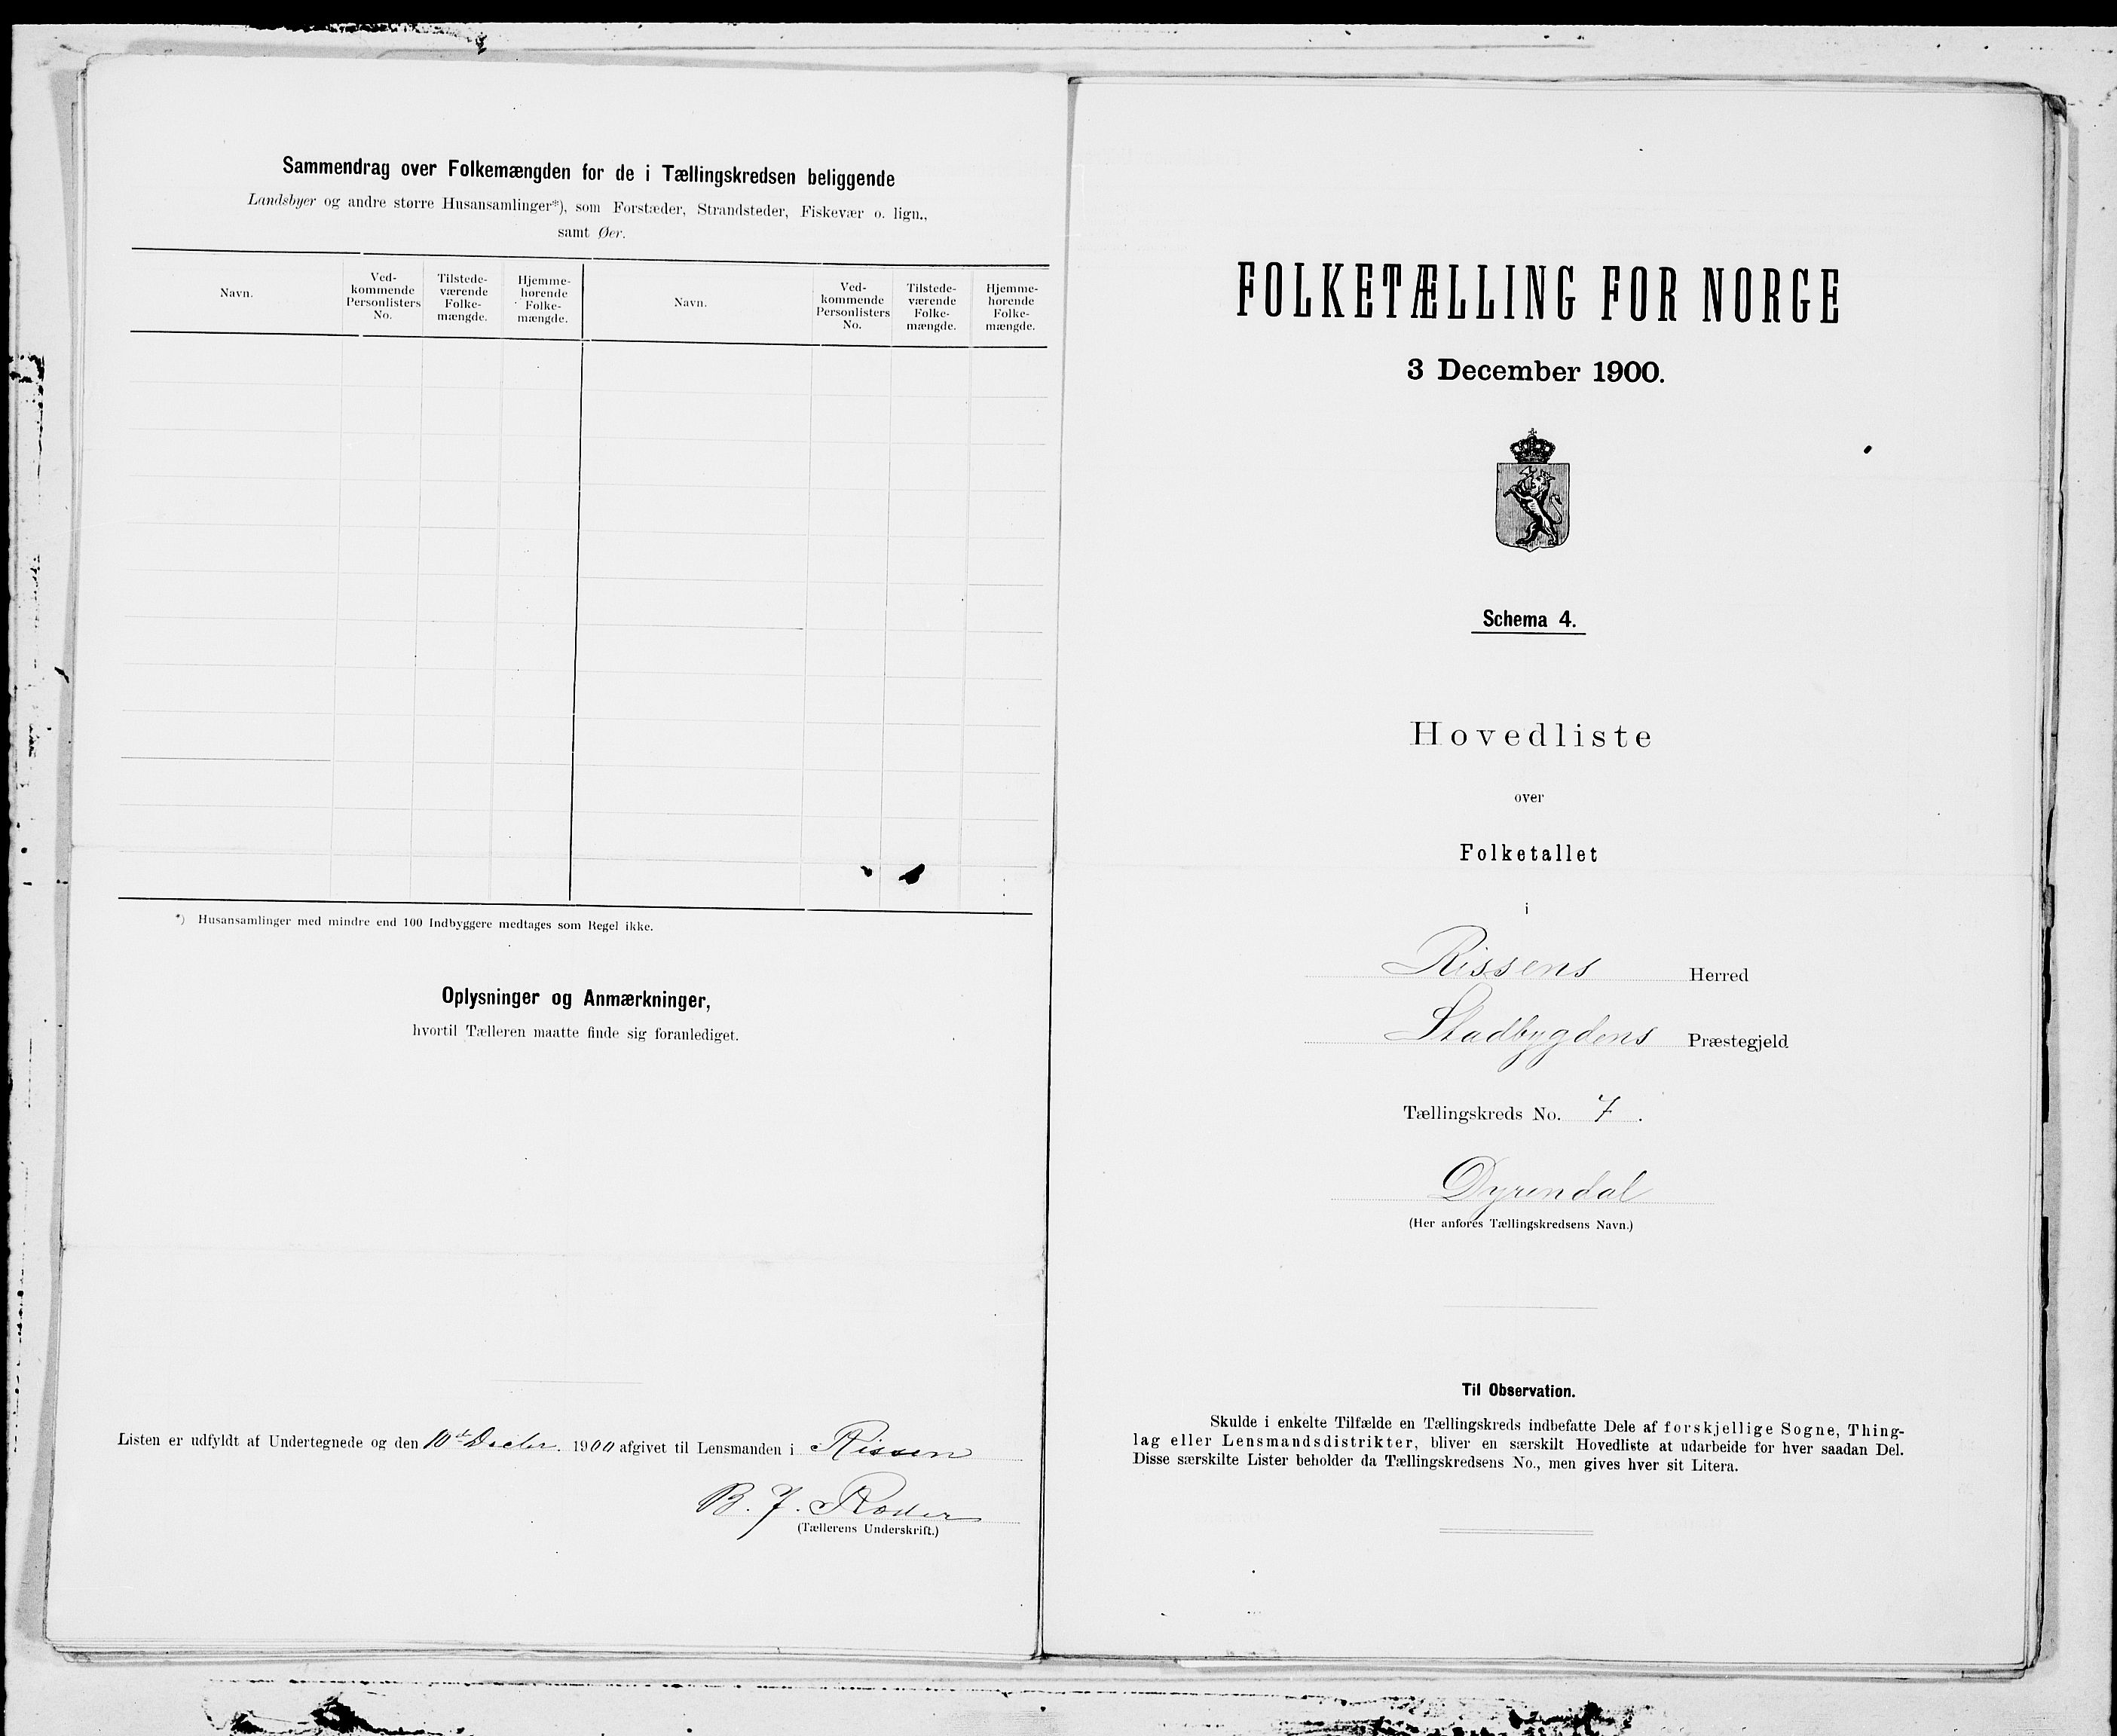 Sammendrag over Folkemængden for de i Tællingskredsen beliggende
Landsbyer og andre større Husansamlinger*), som Forstæder, Strandsteder, Fiskevær o. lign.,
samt Øer.
Navn.
Ved-
kommende
Personlisters
No.
Tilstede-
værende
Folke-
mængde.
Hjemme-
hørende
Folke-
mængde.
Navn.
Ved-
kommende
Personlisters
No.
Tilstede-
værende
Folke-
mængde.
Hjemme-
hørende
Folke-
mængde.
*) Husansamlinger med mindre end 100 Indbyggere medtages som Regel ikke.
Oplysninger og Anmærkninger,
hvortil Tælleren maatte finde sig foranlediget.
Listen er udfyldt af Undertegnede og den 10de Decbr. 1900 afgivet til Lensmanden i Rissen
B. J.
(Tællerens Underskrift.)
FOLKETÆLLING FOR NORGE
3 December 1900.
Schema 4.
Hovedliste
over
Folketallet
i
Rissens Herred
Stadbygdens Præstegjeld
Tællingskreds No. 7.
Dyrendal
(Her anføres Tællingskredsens Navn.)
Til Observation.
Skulde i enkelte Tilfælde en Tællingskreds indbefatte Dele af forskjellige Sogne, Thing-
lag eller Lensmandsdistrikter, bliver en særskilt Hovedliste at udarbeide for hver saadan Del.
Disse særskilte Lister beholder da Tællingskredsens No., men gives hver sit Litera.